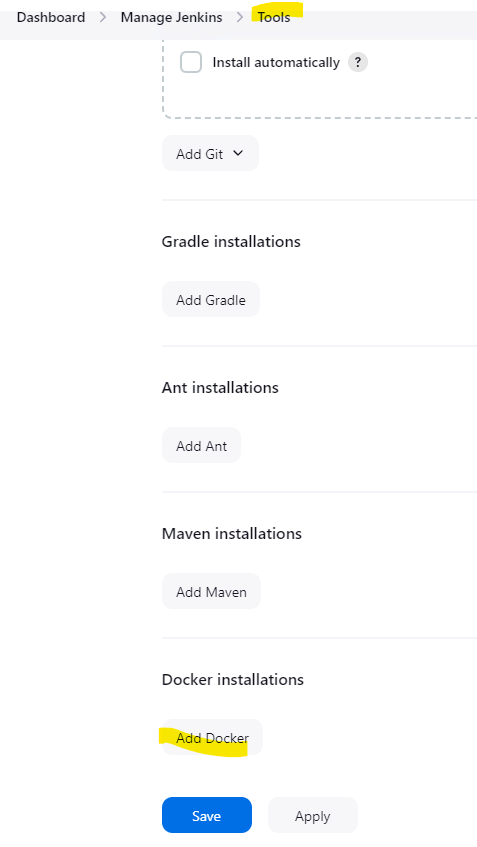 Dashboard > Manage Jenkins > Tools
Install automatically ?
Add Git
Gradle installations
Add Gradle
Ant installations
Add Ant
Maven installations
Add Maven
Docker installations
Add Docker
Save Apply